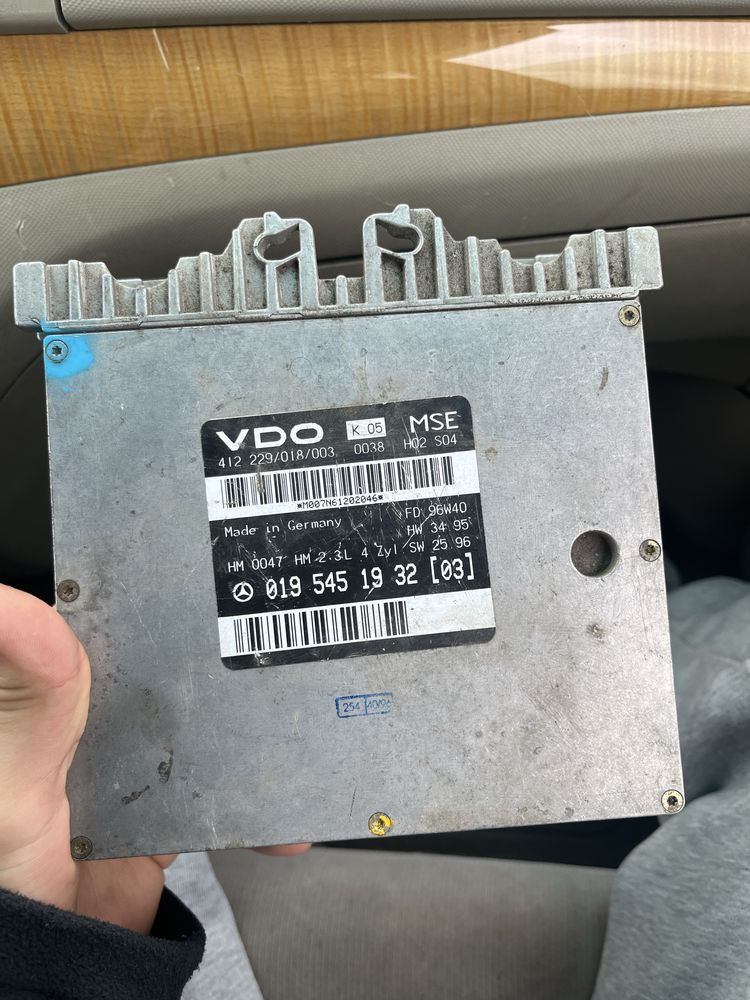 VDO K 05 MSE
412 229/018/003 0038 H02 S04
*M007N61202046*
Made in Germany FD 96W40
HW 34 95
HM 0047 HM 2.3L 4 Zyl SW 25 96
019 545 19 32 [03]
254 40/96